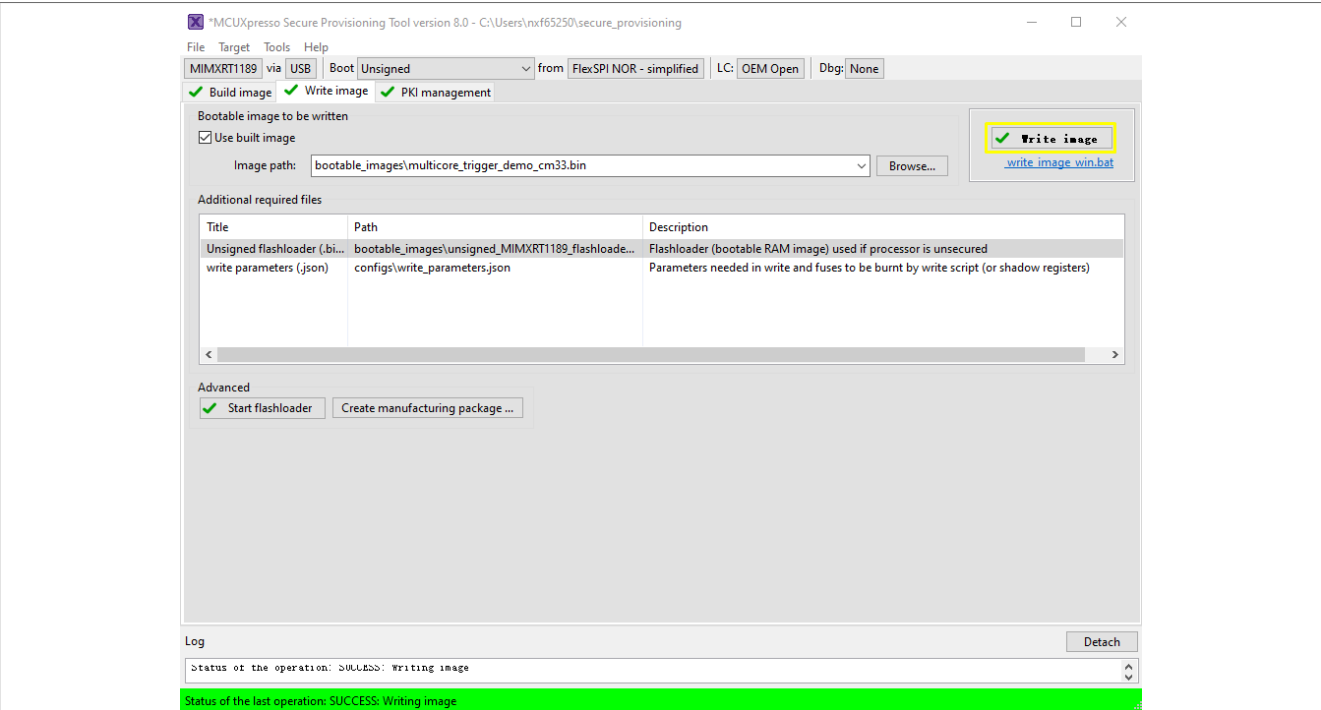 *MCUXpresso Secure Provisioning Tool version 8.0 - C:\Users\nxf65250\secure_provisioning
File Target Tools Help
MIMXRT1189 via USB Boot Unsigned from FlexSPI NOR - simplified LC: OEM Open Dbg: None
Build image Write image PKI management
Bootable image to be written
Use built image
Write image
Image path: bootable_images\multicore_trigger_demo_cm33.bin Browse...
write_image_win.bat
Additional required files
Title Path Description
Unsigned flashloader (.bi... bootable_images\unsigned_MIMXRT1189_flashloade... Flashloader (bootable RAM image) used if processor is unsecured
write parameters (.json) configs\write_parameters.json Parameters needed in write and fuses to be burnt by write script (or shadow registers)
Advanced
Start flashloader Create manufacturing package ...
Log Detach
Status of the operation: SUCCESS: Writing image
Status of the last operation: SUCCESS: Writing image